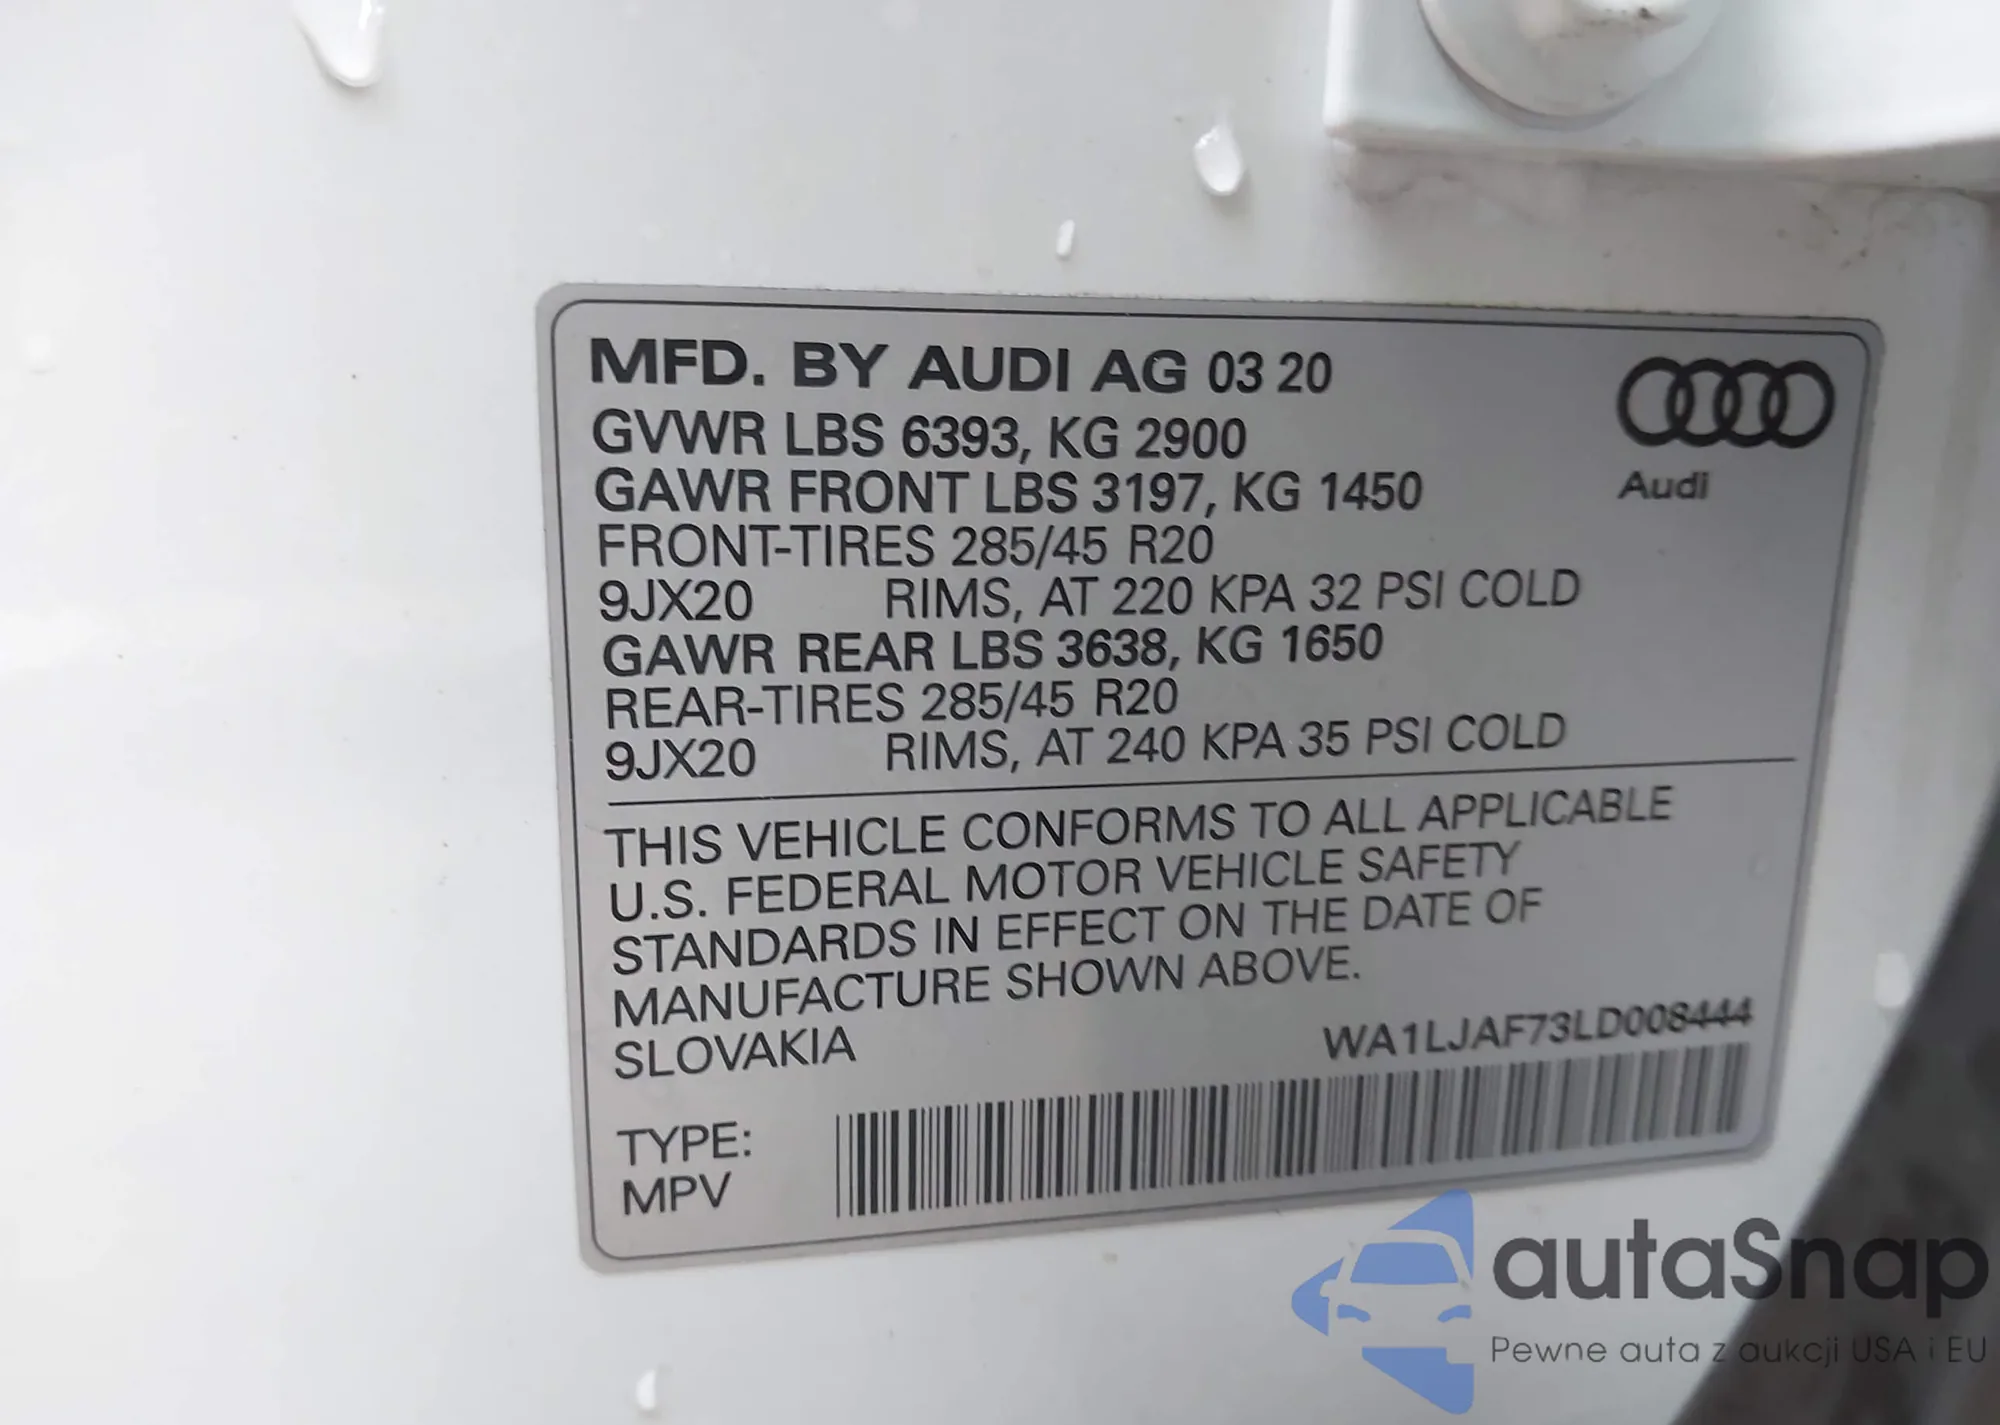 MFD. BY AUDI AG 03 20
GVWR LBS 6393, KG 2900
GAWR FRONT LBS 3197, KG 1450
FRONT-TIRES 285/45 R20
9JX20 RIMS, AT 220 KPA 32 PSI COLD
GAWR REAR LBS 3638, KG 1650
REAR-TIRES 285/45 R20
9JX20 RIMS, AT 240 KPA 35 PSI COLD
Audi
THIS VEHICLE CONFORMS TO ALL APPLICABLE
U.S. FEDERAL MOTOR VEHICLE SAFETY
STANDARDS IN EFFECT ON THE DATE OF
MANUFACTURE SHOWN ABOVE.
SLOVAKIA
WA1LJAF73LD008444
TYPE:
MPV
autaSnap
Pewne auta z aukcji USA i EU